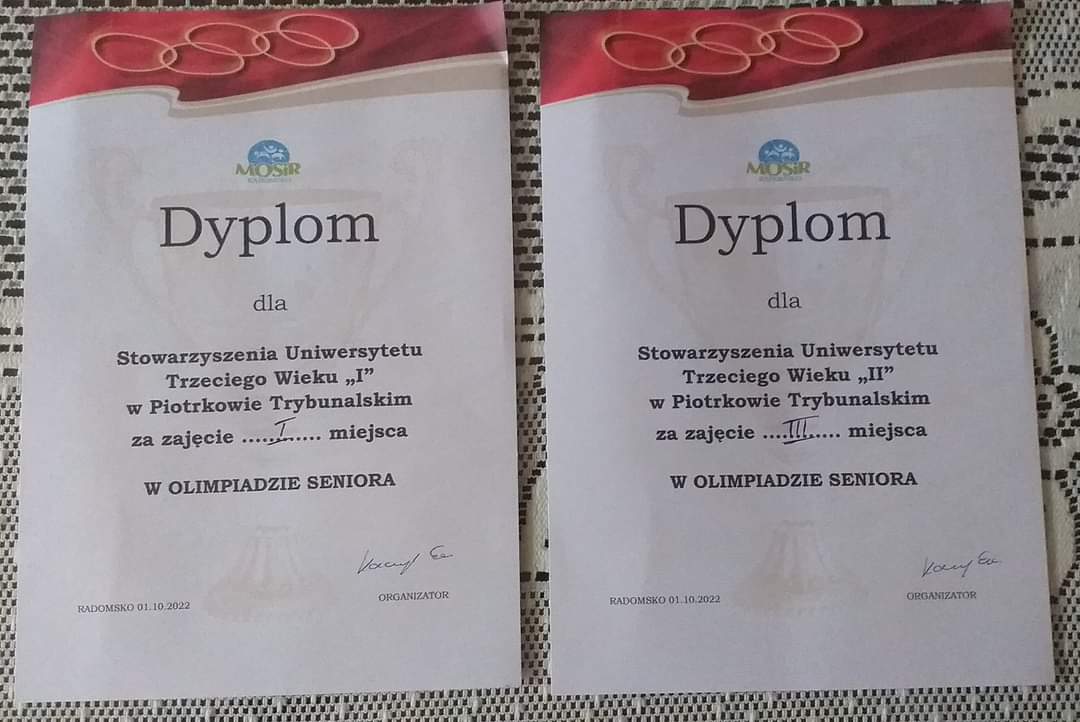 MOSiR
RADOMSKO
Dyplom
dla
Stowarzyszenia Uniwersytetu
Trzeciego Wieku „I”
w Piotrkowie Trybunalskim
za zajęcie .....I..... miejsca
W OLIMPIADZIE SENIORA
RADOMSKO 01.10.2022
ORGANIZATOR
MOSiR
RADOMSKO
Dyplom
dla
Stowarzyszenia Uniwersytetu
Trzeciego Wieku „II”
w Piotrkowie Trybunalskim
za zajęcie ....III..... miejsca
W OLIMPIADZIE SENIORA
RADOMSKO 01.10.2022
ORGANIZATOR